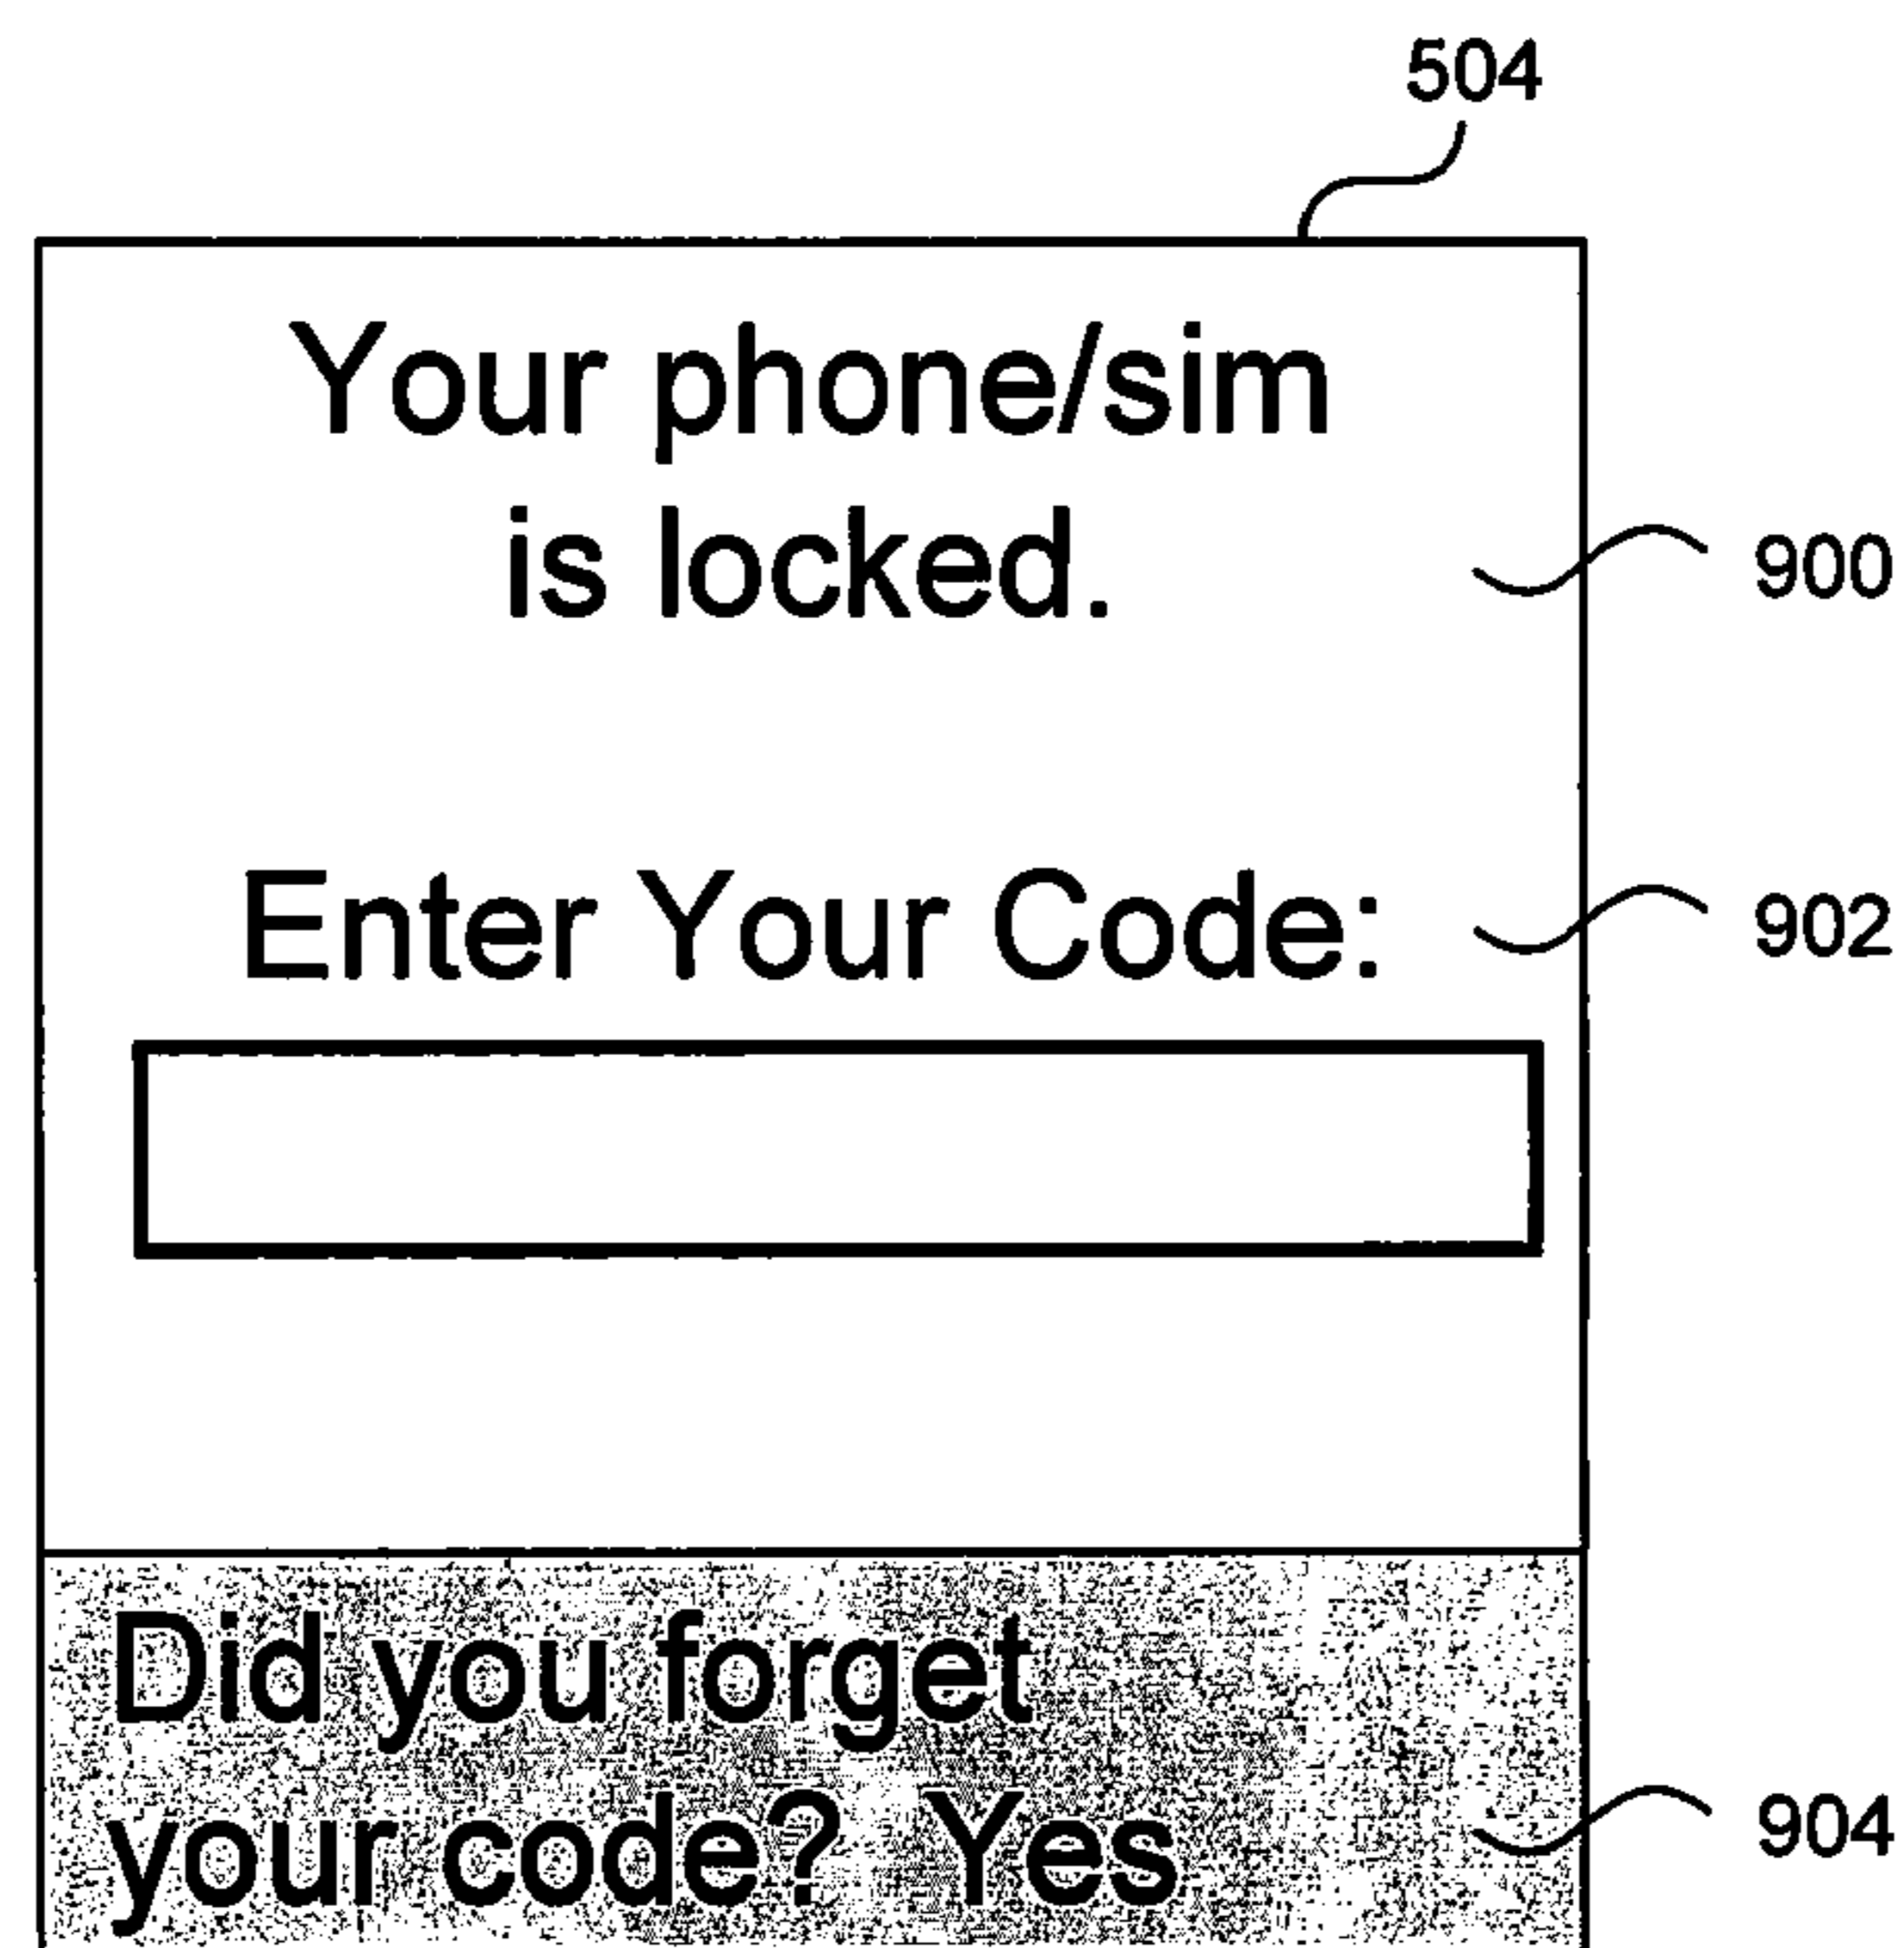 504
Your phone/sim
is locked.
900
Enter Your Code:
902
Did you forget
your code? Yes
904